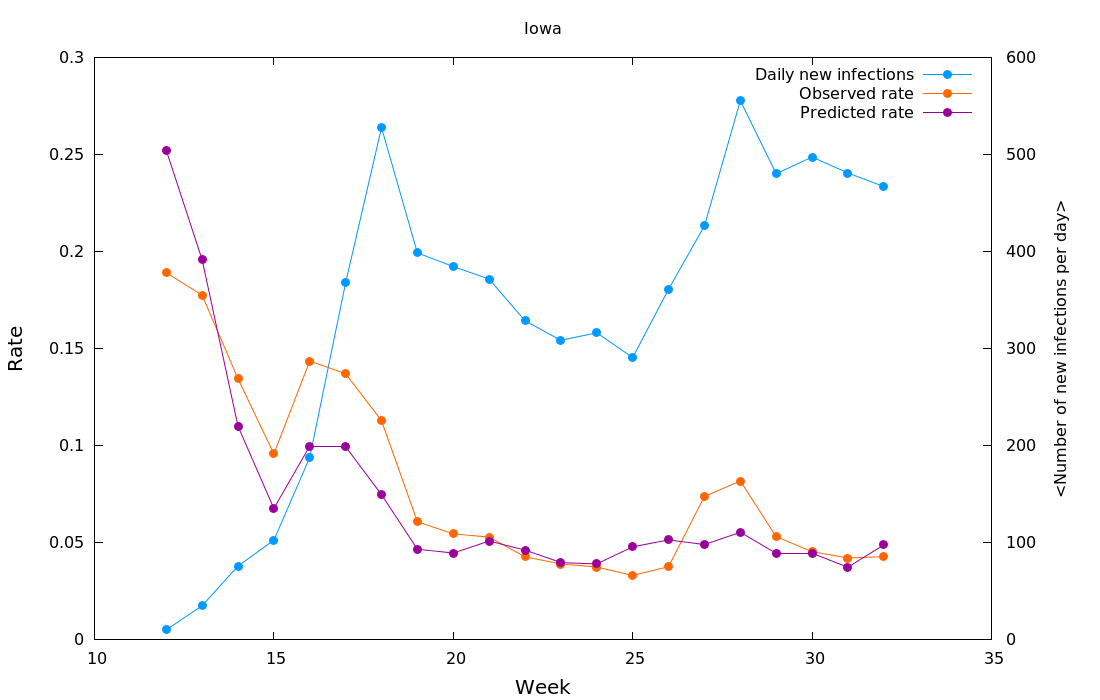 Iowa
Daily new infections
Observed rate
Predicted rate
0.3
0.25
0.2
0.15
0.1
0.05
0
Rate
600
500
400
300
200
100
0
<Number of new infections per day>
10 15 20 25 30 35
Week